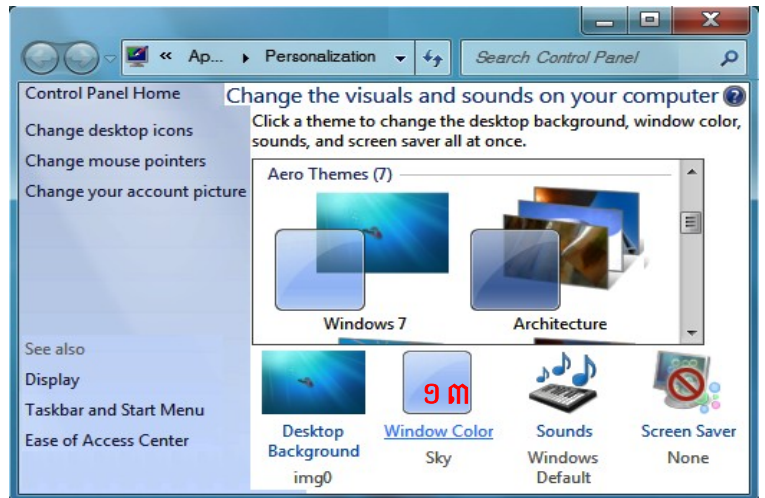 « Ap... ▸ Personalization
Search Control Panel
Control Panel Home
Change desktop icons
Change mouse pointers
Change your account picture
See also
Display
Taskbar and Start Menu
Ease of Access Center
Change the visuals and sounds on your computer
Click a theme to change the desktop background, window color,
sounds, and screen saver all at once.
Aero Themes (7)
Windows 7 Architecture
១ ៣
Desktop Background
img0
Window Color
Sky
Sounds
Windows
Default
Screen Saver
None